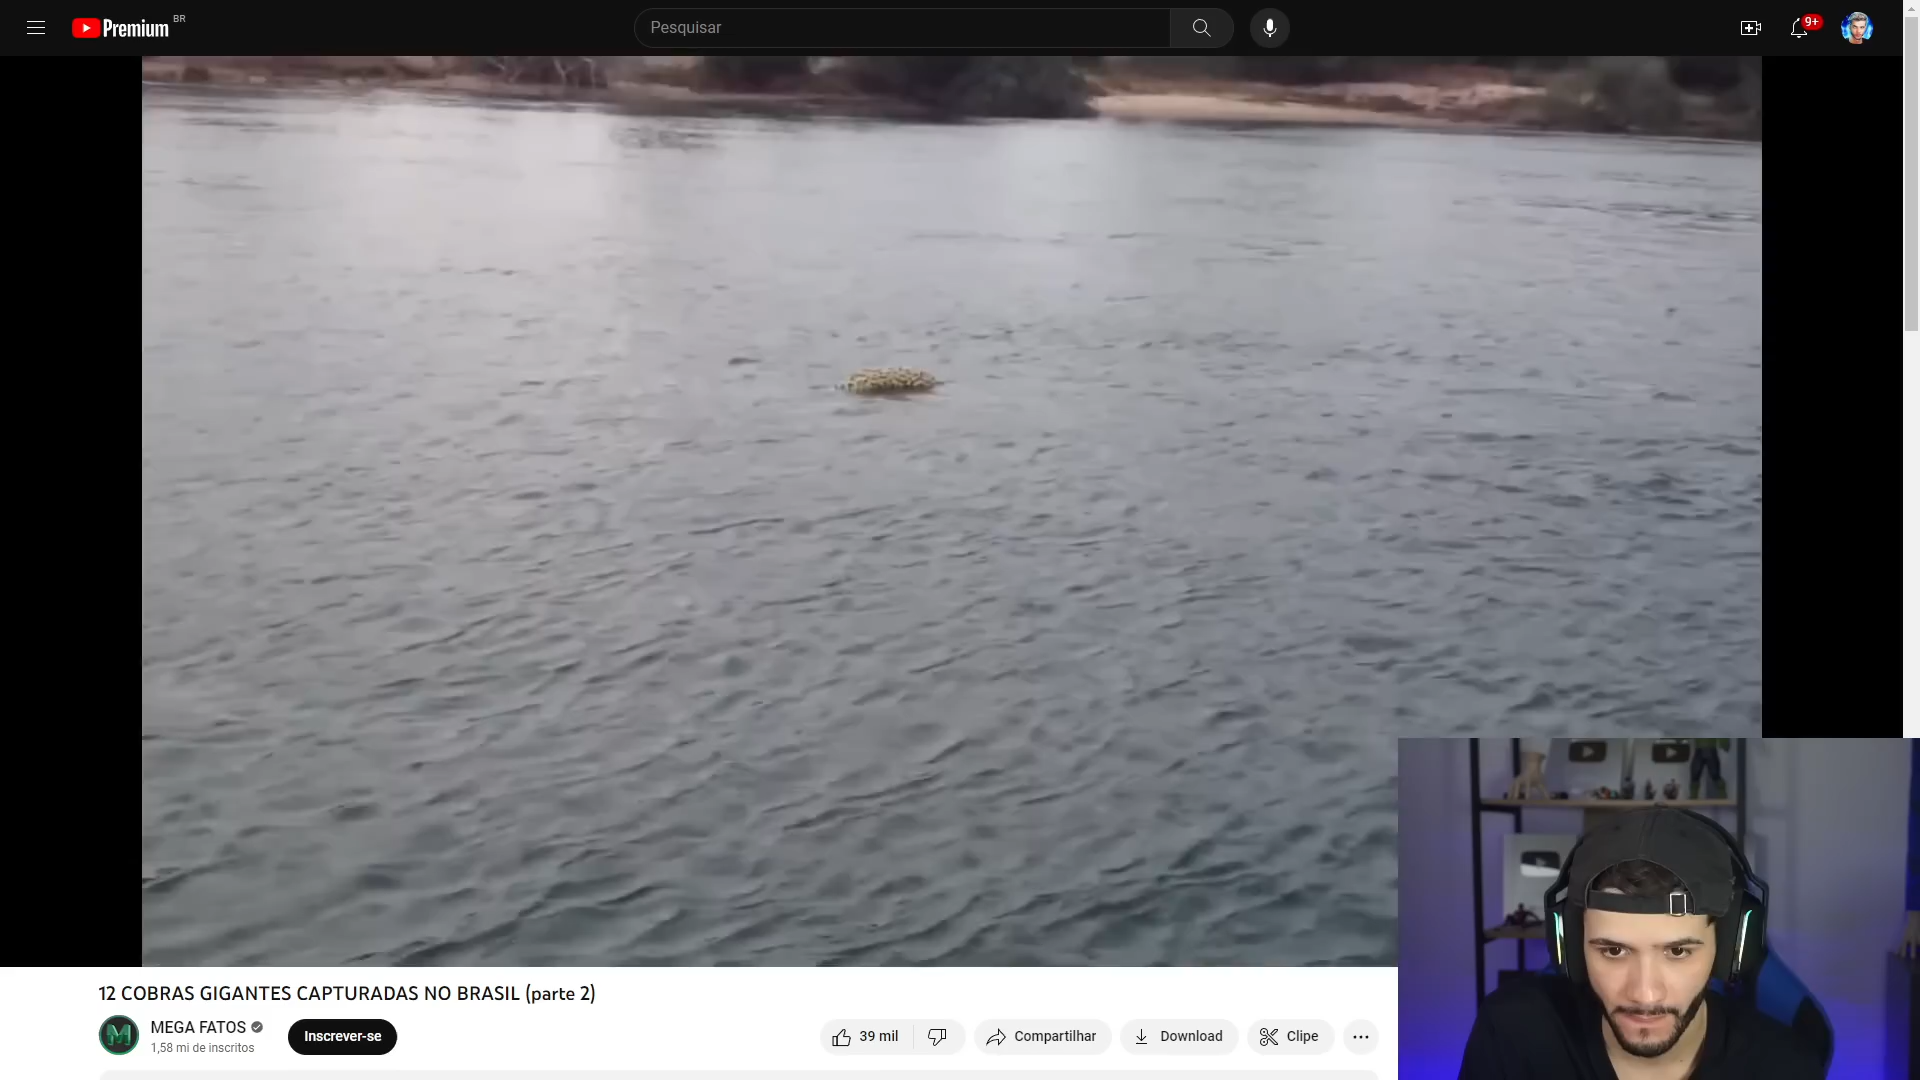 Premium BR
Pesquisar
9+
12 COBRAS GIGANTES CAPTURADAS NO BRASIL (parte 2)
MEGA FATOS
1,58 mi de inscritos
Inscrever-se
39 mil
Compartilhar
Download
Clipe